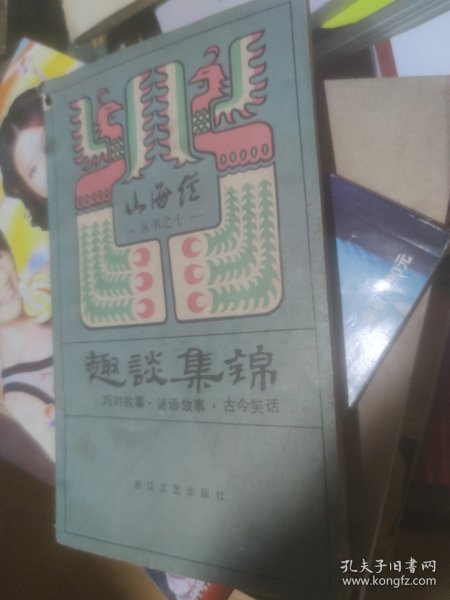 山海经
—丛书之十—
趣談集锦
巧对故事·谜语故事·古今笑话
浙江文艺出版社
孔夫子旧书网
www.kongfz.com